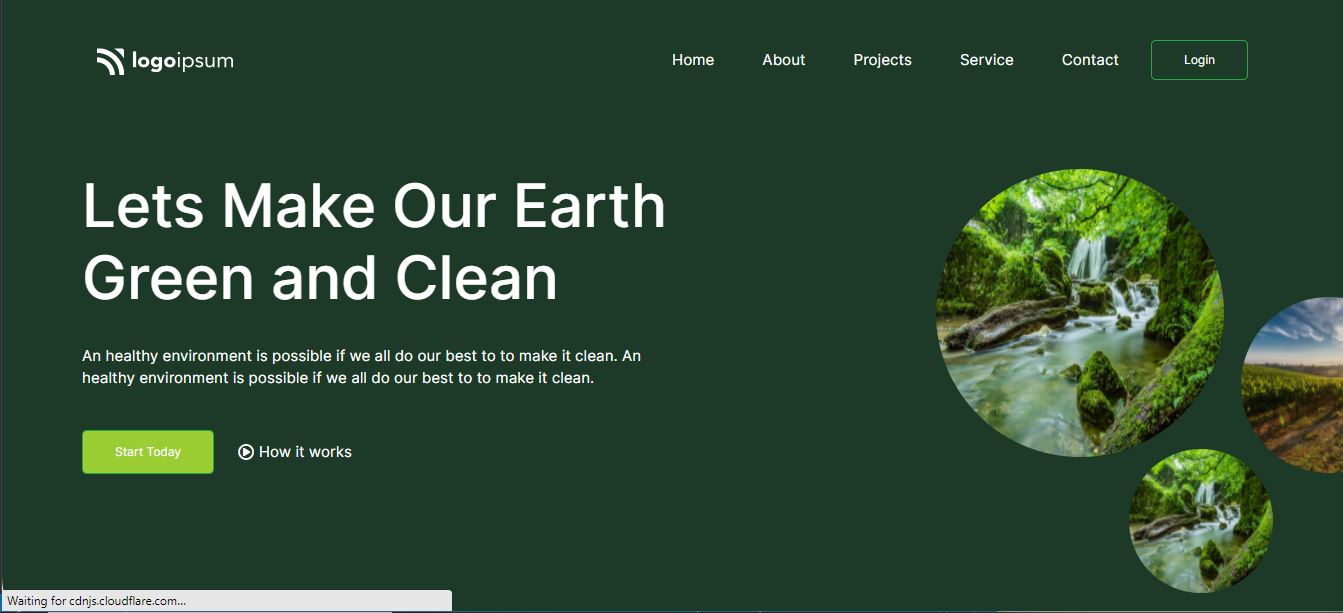 logoipsum
Home About Projects Service Contact Login
Lets Make Our Earth
Green and Clean
An healthy environment is possible if we all do our best to to make it clean. An
healthy environment is possible if we all do our best to to make it clean.
Start Today How it works
Waiting for cdnjs.cloudflare.com...